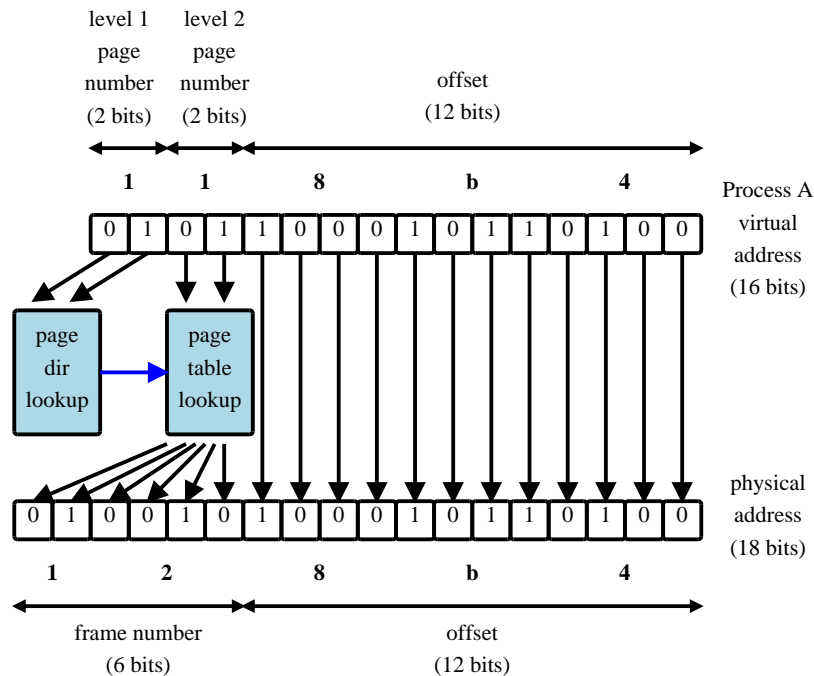 level 1
page
number
(2 bits)
level 2
page
number
(2 bits)
offset
(12 bits)
1 1 8 b 4
0 1 0 1 1 0 0 0 1 0 1 1 0 1 0 0
Process A
virtual
address
(16 bits)
page
dir
lookup
page
table
lookup
0 1 0 0 1 0 1 0 0 0 1 0 1 1 0 1 0 0
physical
address
(18 bits)
1 2 8 b 4
frame number
(6 bits)
offset
(12 bits)